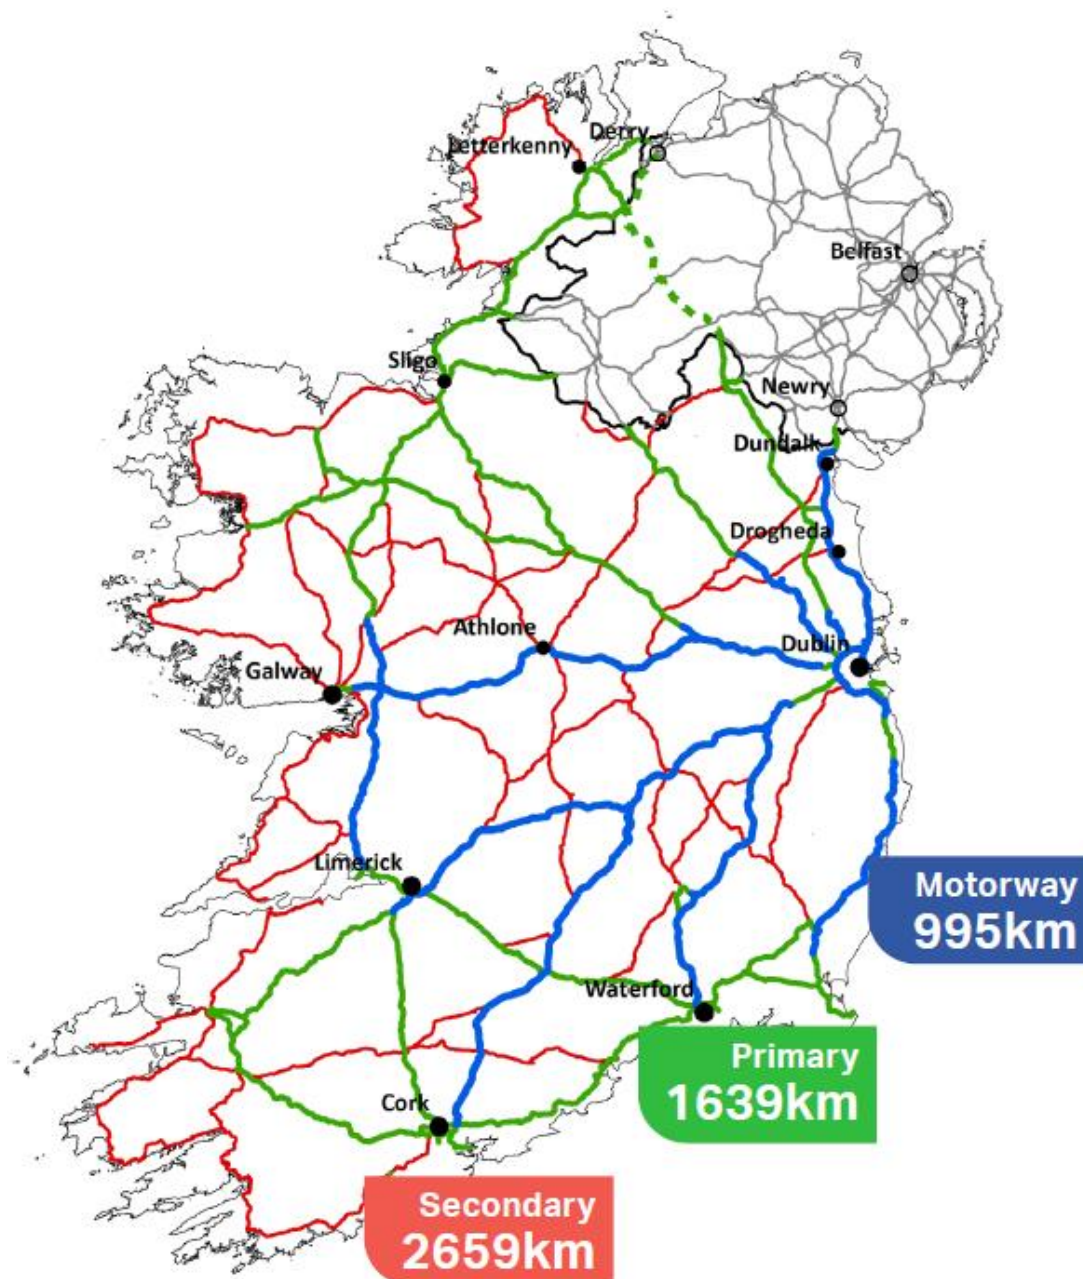 Derry
Letterkenny
Belfast
Sligo
Newry
Dundalk
Drogheda
Athlone
Dublin
Galway
Limerick
Motorway
995km
Waterford
Primary
1639km
Cork
Secondary
2659km